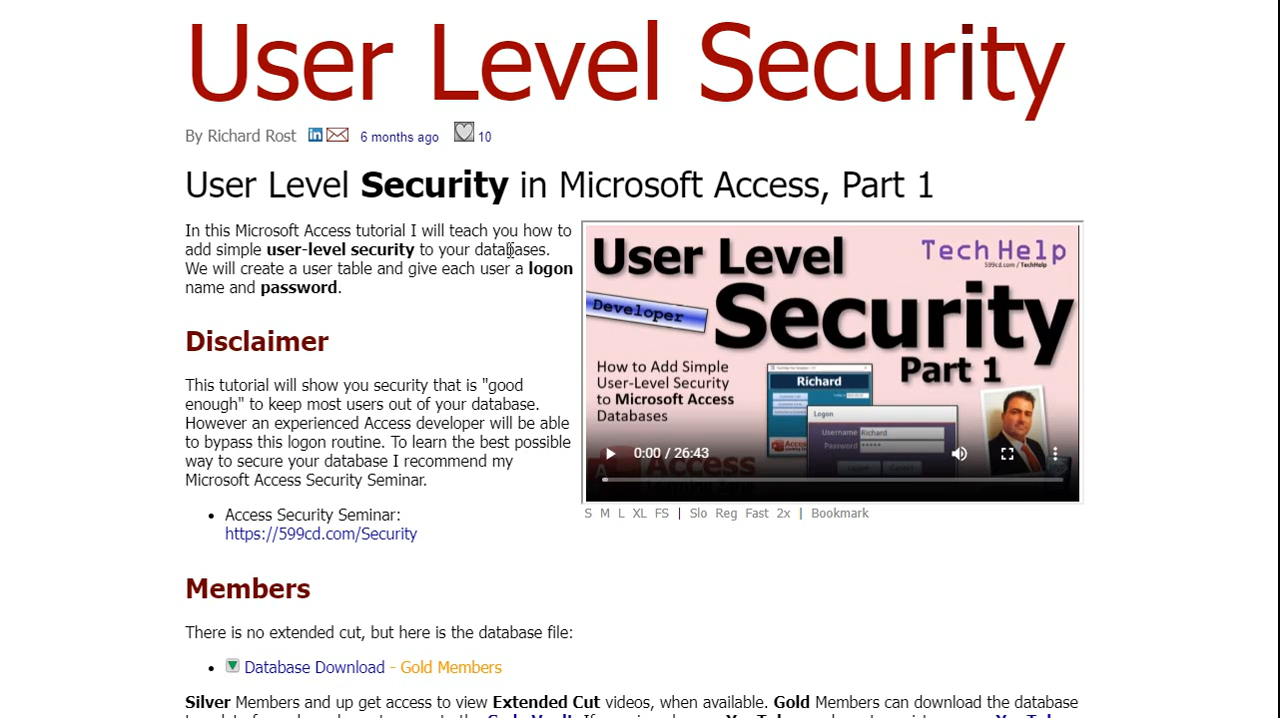 User Level Security
By Richard Rost in 6 months ago 10
User Level Security in Microsoft Access, Part 1
In this Microsoft Access tutorial I will teach you how to
add simple user-level security to your databases.
We will create a user table and give each user a logon
name and password.
Disclaimer
This tutorial will show you security that is "good
enough" to keep most users out of your database.
However an experienced Access developer will be able
to bypass this logon routine. To learn the best possible
way to secure your database I recommend my
Microsoft Access Security Seminar.
• Access Security Seminar:
https://599cd.com/Security
User Level
Tech Help
599cd.com / TechHelp
Developer
Security
Part 1
How to Add Simple
User-Level Security
to Microsoft Access
Databases
Richard
Logon
Username Richard
Password *****
Access
0:00 / 26:43
S M L XL FS | Slo Reg Fast 2x | Bookmark
Members
There is no extended cut, but here is the database file:
• Database Download - Gold Members
Silver Members and up get access to view Extended Cut videos, when available. Gold Members can download the database